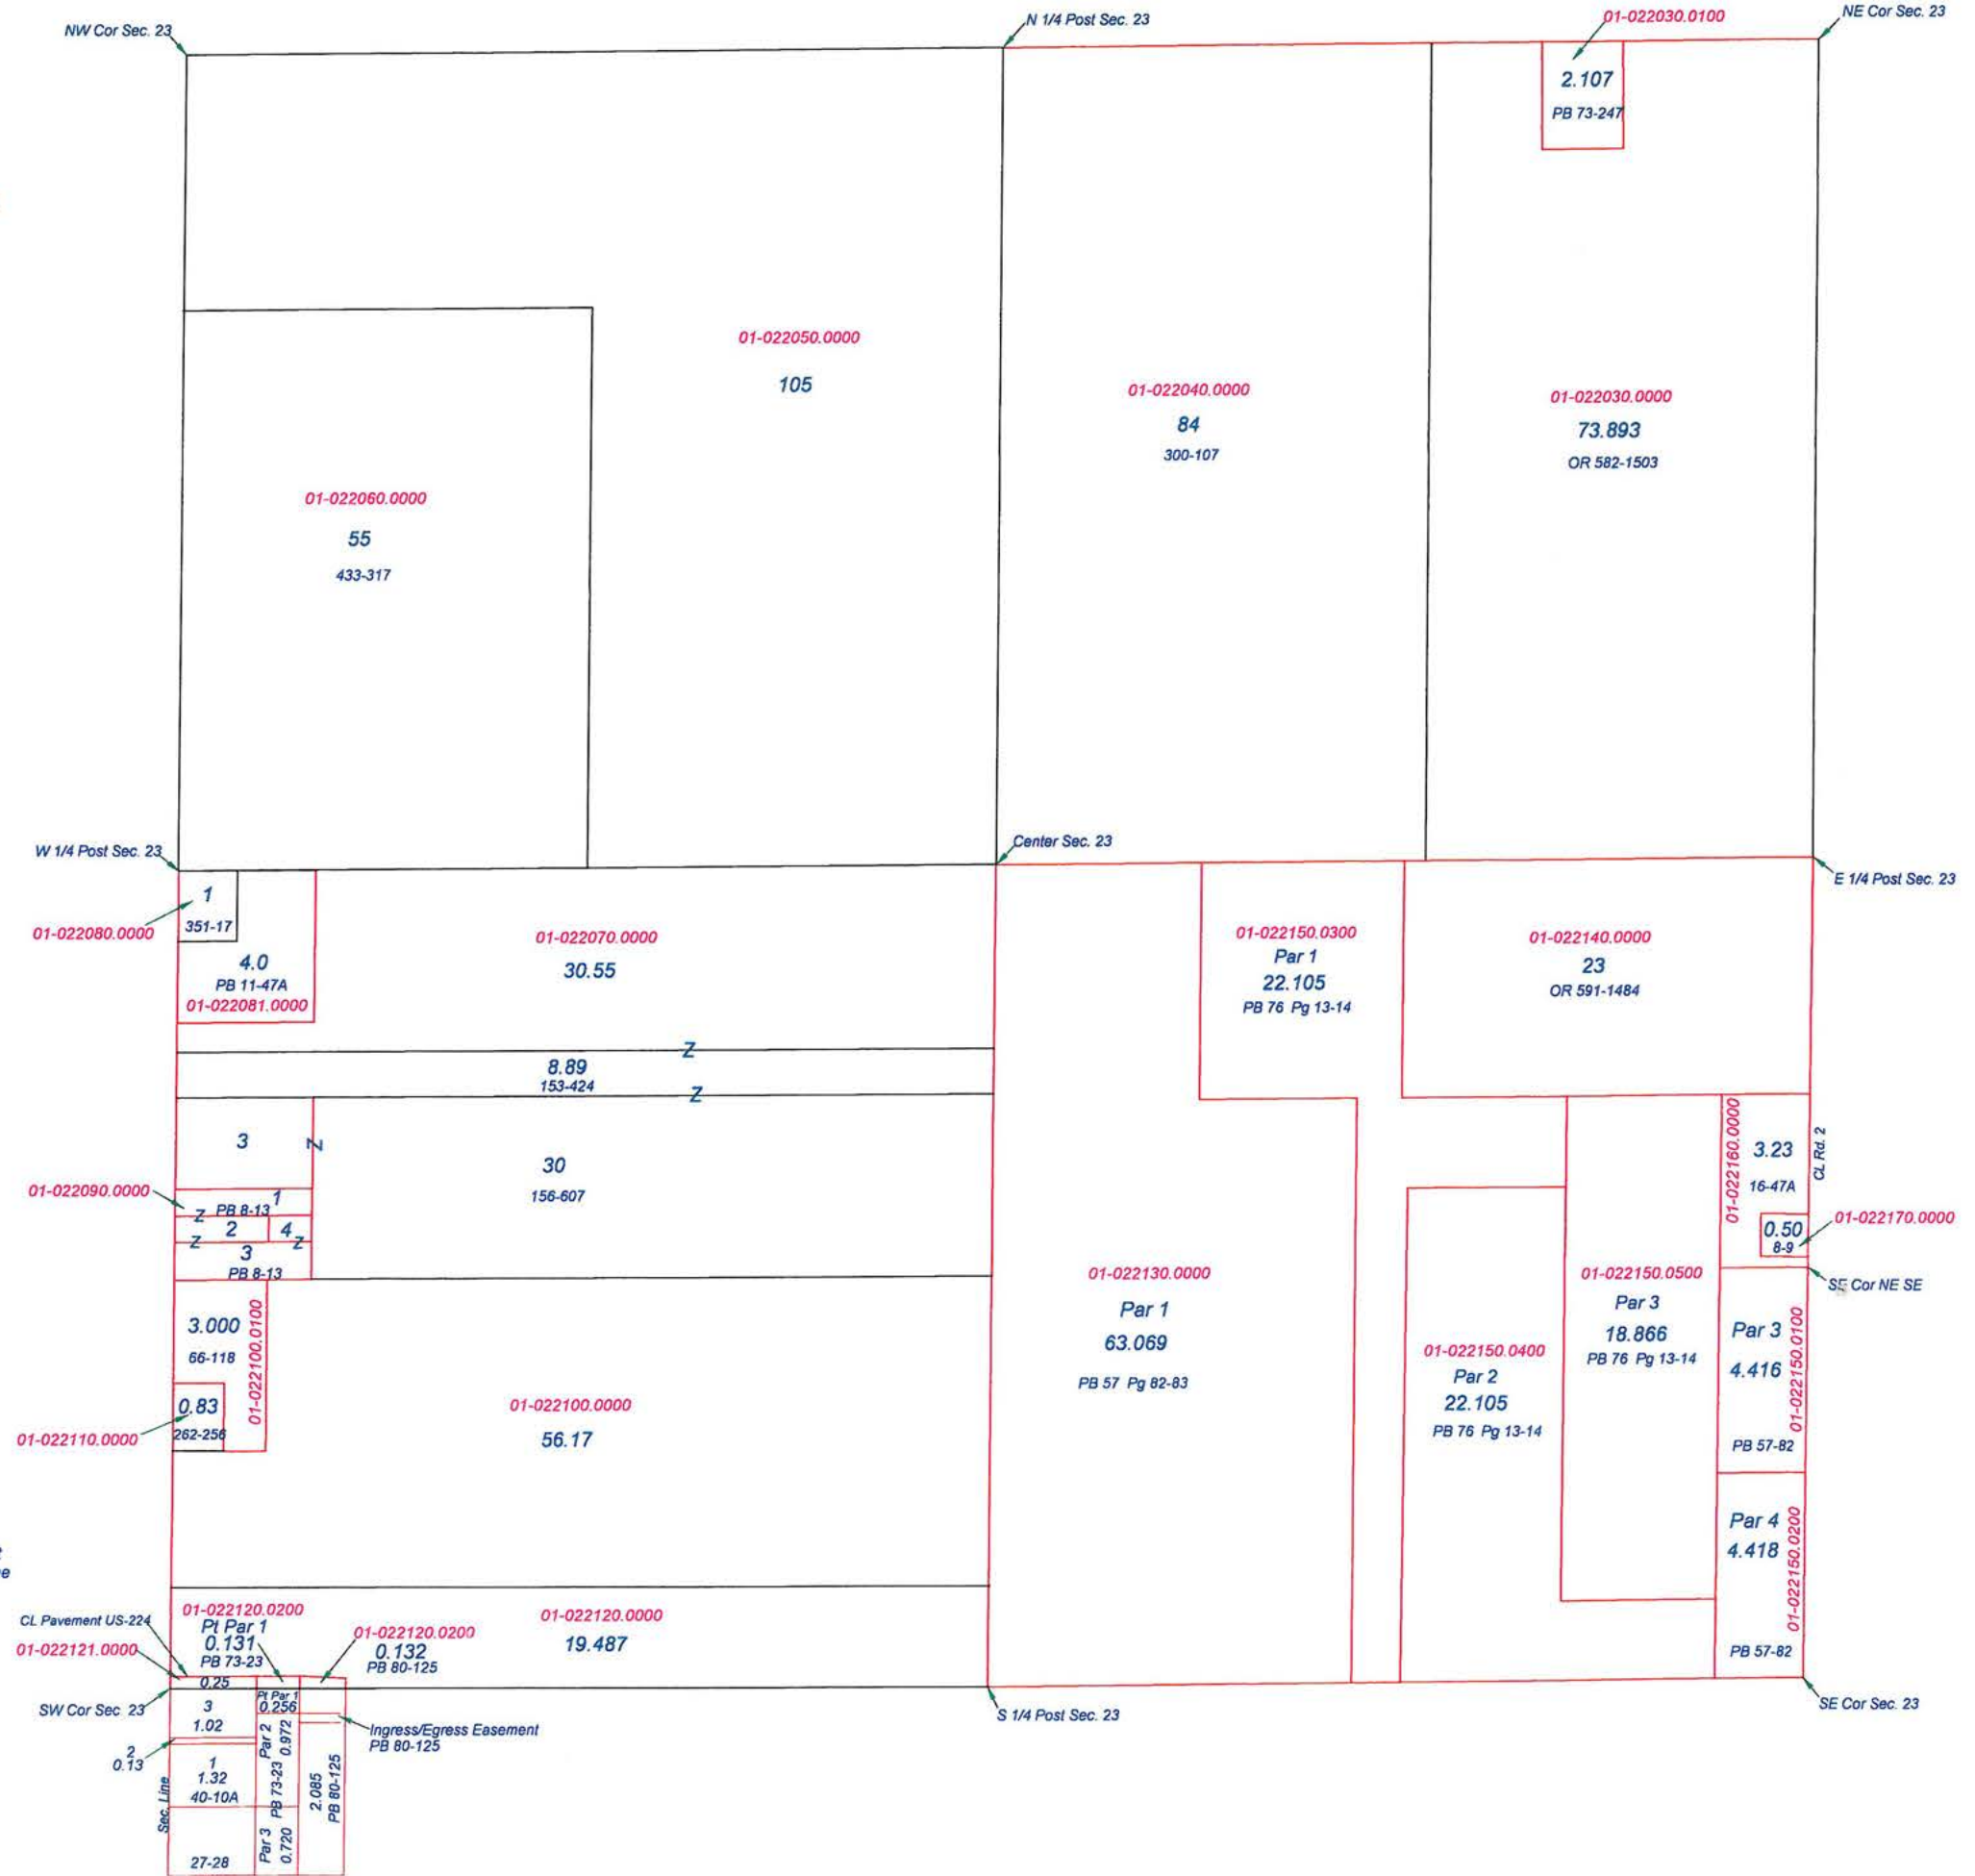 NW Cor Sec. 23
N 1/4 Post Sec. 23
01-022030.0100
NE Cor Sec. 23
2.107
PB 73-247
01-022050.0000
105
01-022040.0000
84
300-107
01-022030.0000
73.893
OR 582-1503
01-022060.0000
55
433-317
W 1/4 Post Sec. 23
Center Sec. 23
E 1/4 Post Sec. 23
1
351-17
01-022080.0000
4.0
PB 11-47A
01-022081.0000
01-022070.0000
30.55
01-022150.0300
Par 1
22.105
PB 76 Pg 13-14
01-022140.0000
23
OR 591-1484
Z
8.89
153-424
Z
3
Z
30
156-607
01-022090.0000
1
Z PB 8-13
2
4
Z
Z
3
PB 8-13
01-022160.0000
3.23
16-47A
CL Rd. 2
0.50
8-9
01-022170.0000
SE Cor NE SE
3.000
66-118
01-022100.0100
0.83
262-256
01-022110.0000
01-022100.0000
56.17
01-022130.0000
Par 1
63.069
PB 57 Pg 82-83
01-022150.0400
Par 2
22.105
PB 76 Pg 13-14
01-022150.0500
Par 3
18.866
PB 76 Pg 13-14
Par 3
4.416
01-022150.0100
PB 57-82
Par 4
4.418
01-022150.0200
PB 57-82
CL Pavement US-224
01-022121.0000
01-022120.0200
Pt Par 1
0.131
PB 73-23
01-022120.0200
0.132
PB 80-125
01-022120.0000
19.487
0.25
SW Cor Sec. 23
S 1/4 Post Sec. 23
SE Cor Sec. 23
3
1.02
Pt Par 1
0.256
Ingress/Egress Easement
PB 80-125
2
0.13
1
1.32
40-10A
Sec. Line
27-28
Par 3 PB 73-23 Par 2
0.720 0.972
2.085
PB 80-125